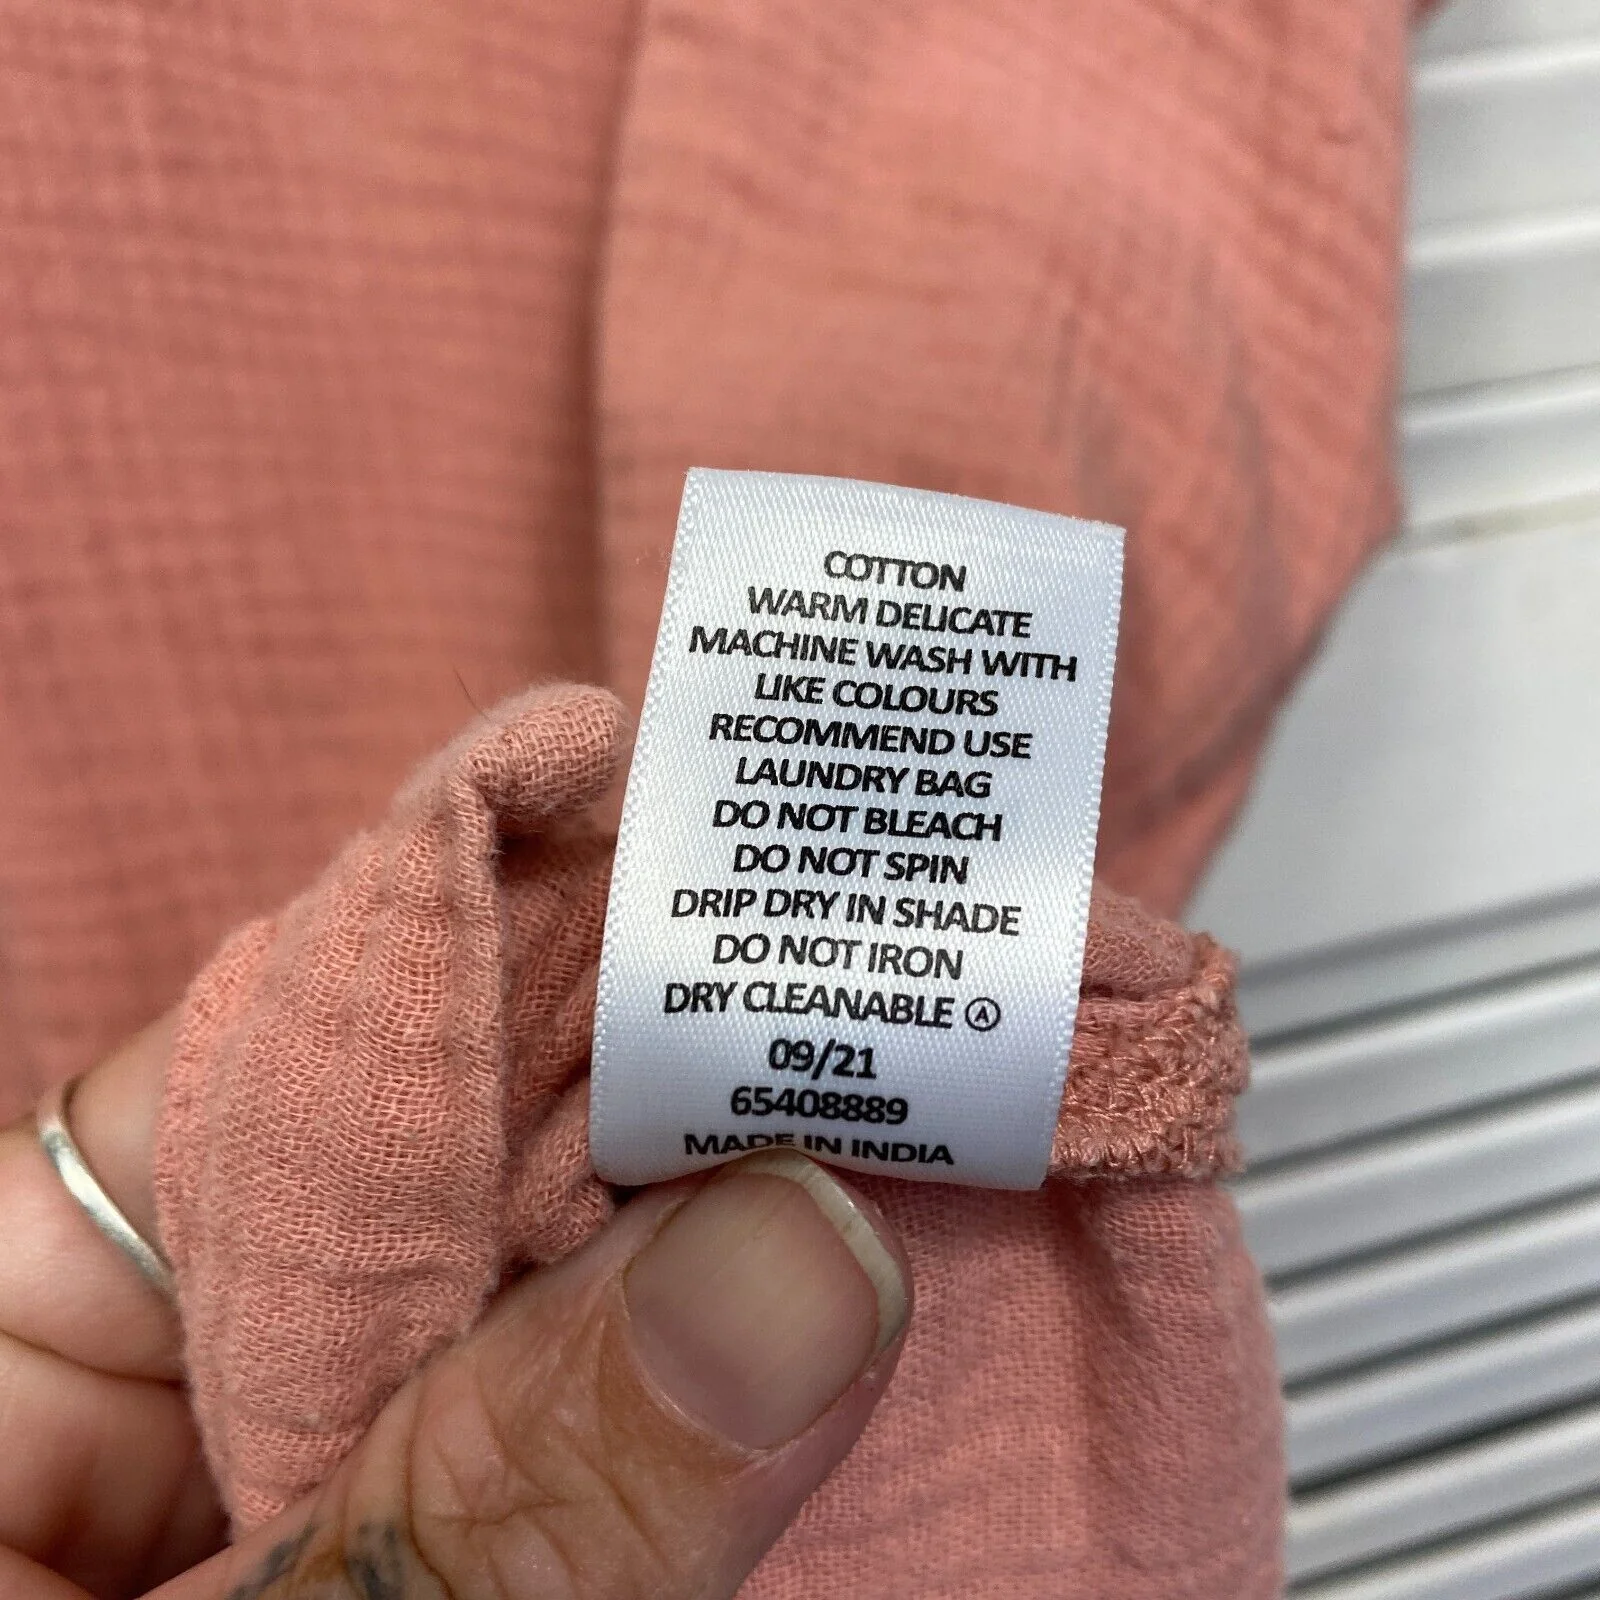 COTTON
WARM DELICATE
MACHINE WASH WITH
LIKE COLOURS
RECOMMEND USE
LAUNDRY BAG
DO NOT BLEACH
DO NOT SPIN
DRIP DRY IN SHADE
DO NOT IRON
DRY CLEANABLE Ⓐ
09/21
65408889
MADE IN INDIA